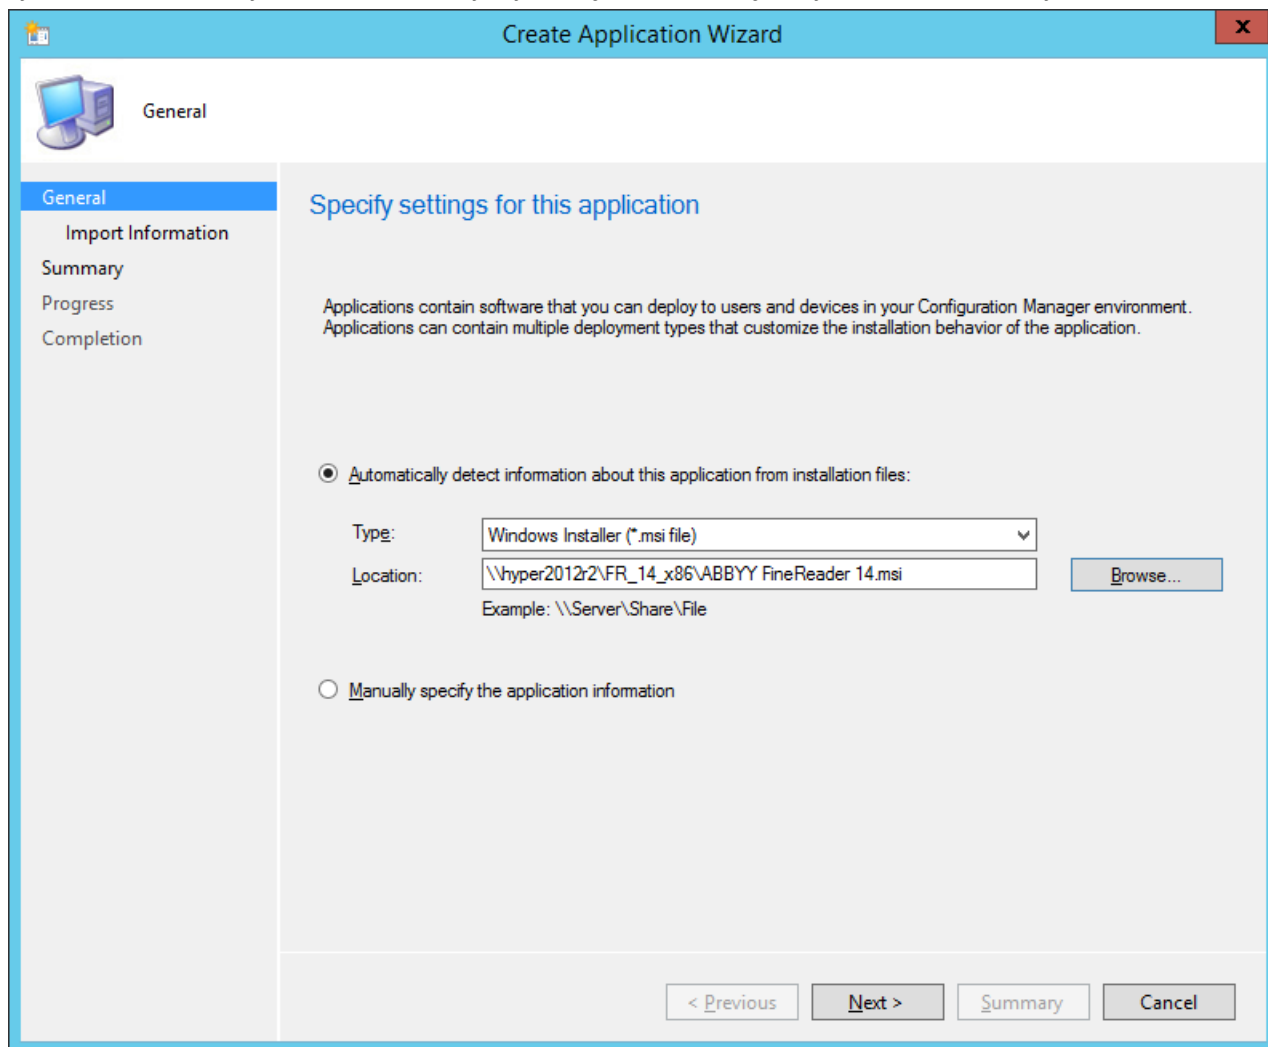 Create Application Wizard
x
General
General
Import Information
Summary
Progress
Completion
Specify settings for this application
Applications contain software that you can deploy to users and devices in your Configuration Manager environment.
Applications can contain multiple deployment types that customize the installation behavior of the application.
Automatically detect information about this application from installation files:
Type: Windows Installer (*.msi file)
Location: \\hyper2012r2\FR_14_x86\ABBYY FineReader 14.msi Browse...
Example: \\Server\Share\File
Manually specify the application information
< Previous Next > Summary Cancel